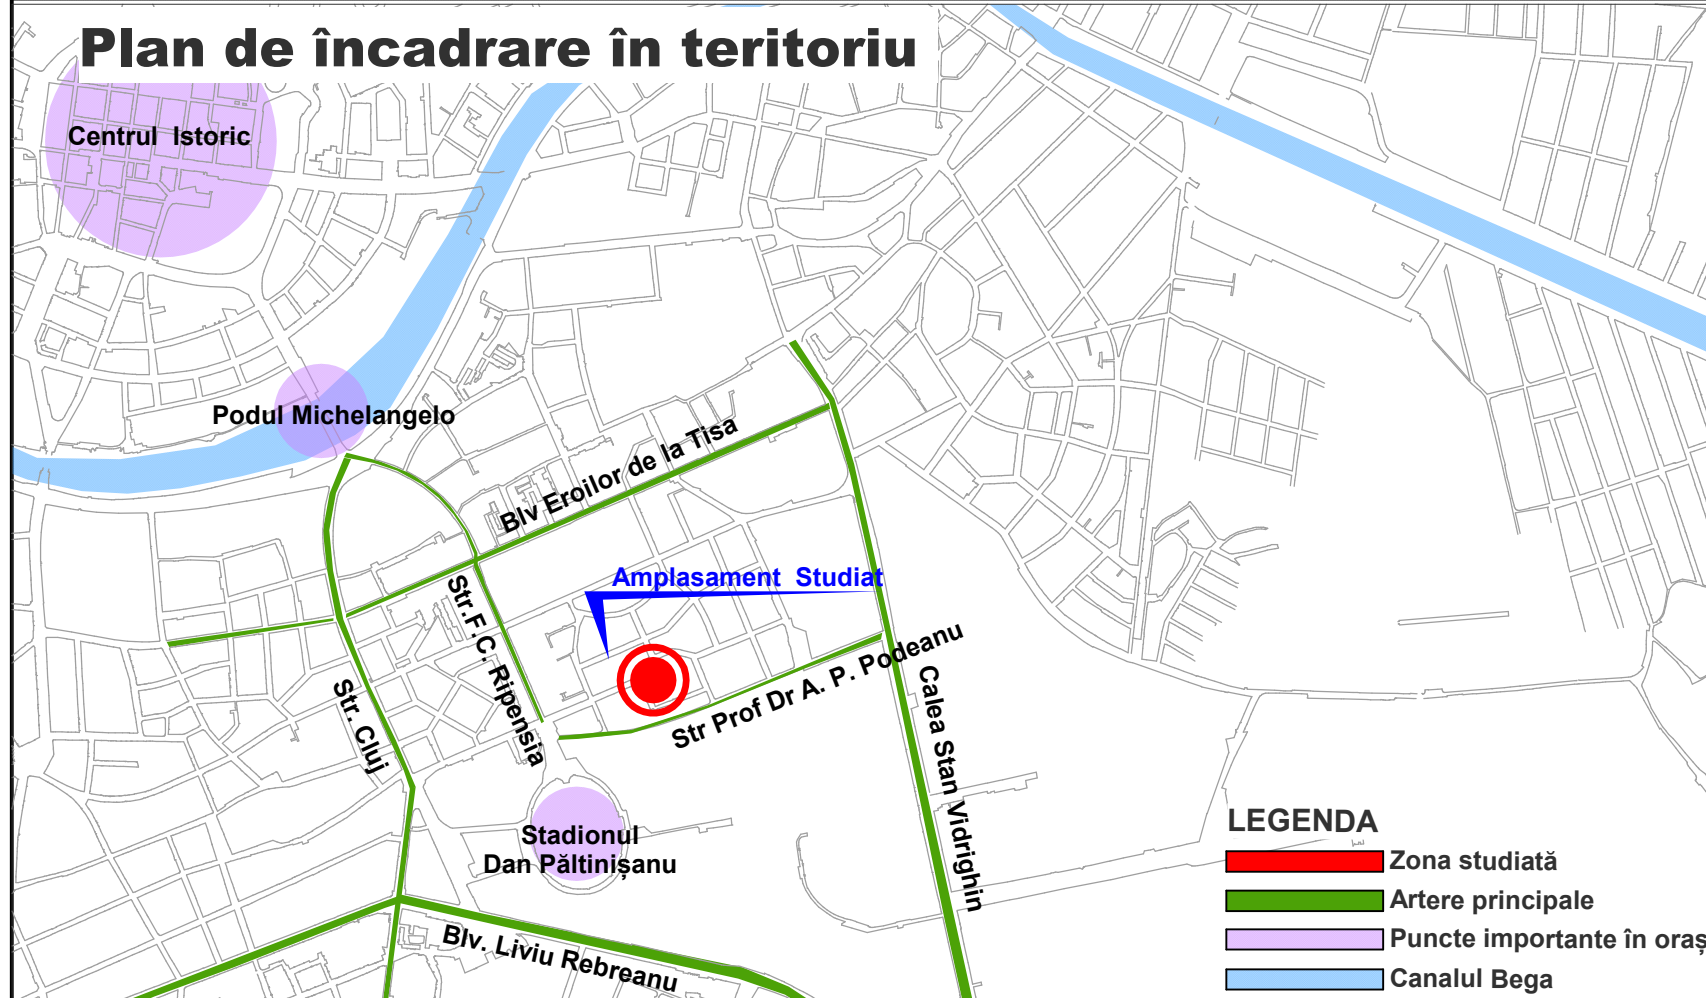 Plan de încadrare în teritoriu
Centrul Istoric
Podul Michelangelo
Blv Eroilor de la Tisa
Amplasament Studiat
Str.F.C. Ripensia
Str. Cluj
Str Prof Dr A. P. Podeanu
Calea Stan Vidrighin
Stadionul
Dan Păltinișanu
Blv. Liviu Rebreanu
LEGENDA
Zona studiată
Artere principale
Puncte importante în oraș
Canalul Bega